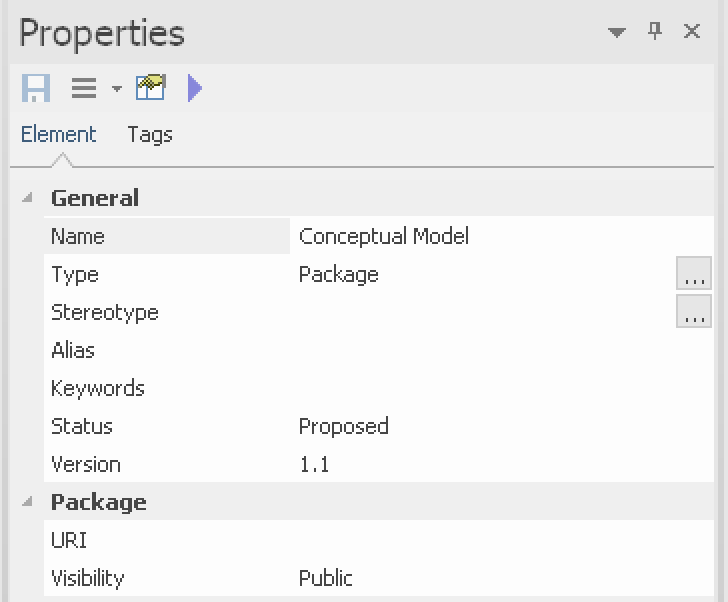 Properties
Element Tags
General
Name Conceptual Model
Type Package ...
Stereotype ...
Alias
Keywords
Status Proposed
Version 1.1
Package
URI
Visibility Public